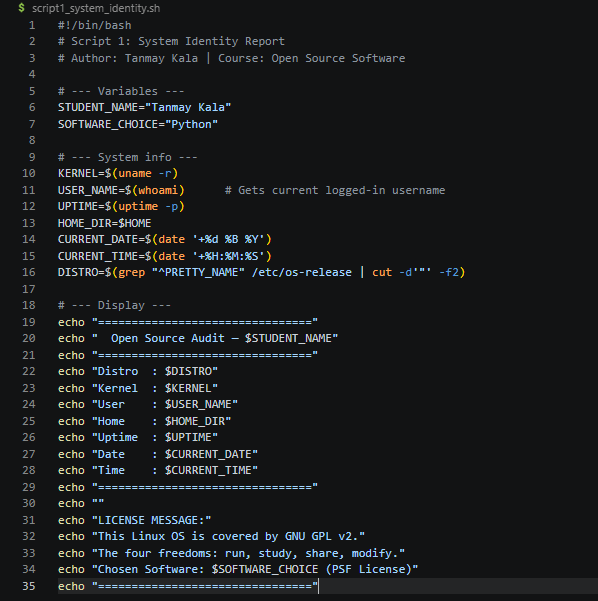 $ script1_system_identity.sh
1 #!/bin/bash
2 # Script 1: System Identity Report
3 # Author: Tanmay Kala | Course: Open Source Software
4
5 # --- Variables ---
6 STUDENT_NAME="Tanmay Kala"
7 SOFTWARE_CHOICE="Python"
8
9 # --- System info ---
10 KERNEL=$(uname -r)
11 USER_NAME=$(whoami)      # Gets current logged-in username
12 UPTIME=$(uptime -p)
13 HOME_DIR=$HOME
14 CURRENT_DATE=$(date '+%d %B %Y')
15 CURRENT_TIME=$(date '+%H:%M:%S')
16 DISTRO=$(grep "^PRETTY_NAME" /etc/os-release | cut -d'"' -f2)
17
18 # --- Display ---
19 echo "================================"
20 echo "  Open Source Audit — $STUDENT_NAME"
21 echo "================================"
22 echo "Distro  : $DISTRO"
23 echo "Kernel  : $KERNEL"
24 echo "User    : $USER_NAME"
25 echo "Home    : $HOME_DIR"
26 echo "Uptime  : $UPTIME"
27 echo "Date    : $CURRENT_DATE"
28 echo "Time    : $CURRENT_TIME"
29 echo "================================"
30 echo ""
31 echo "LICENSE MESSAGE:"
32 echo "This Linux OS is covered by GNU GPL v2."
33 echo "The four freedoms: run, study, share, modify."
34 echo "Chosen Software: $SOFTWARE_CHOICE (PSF License)"
35 echo "================================"